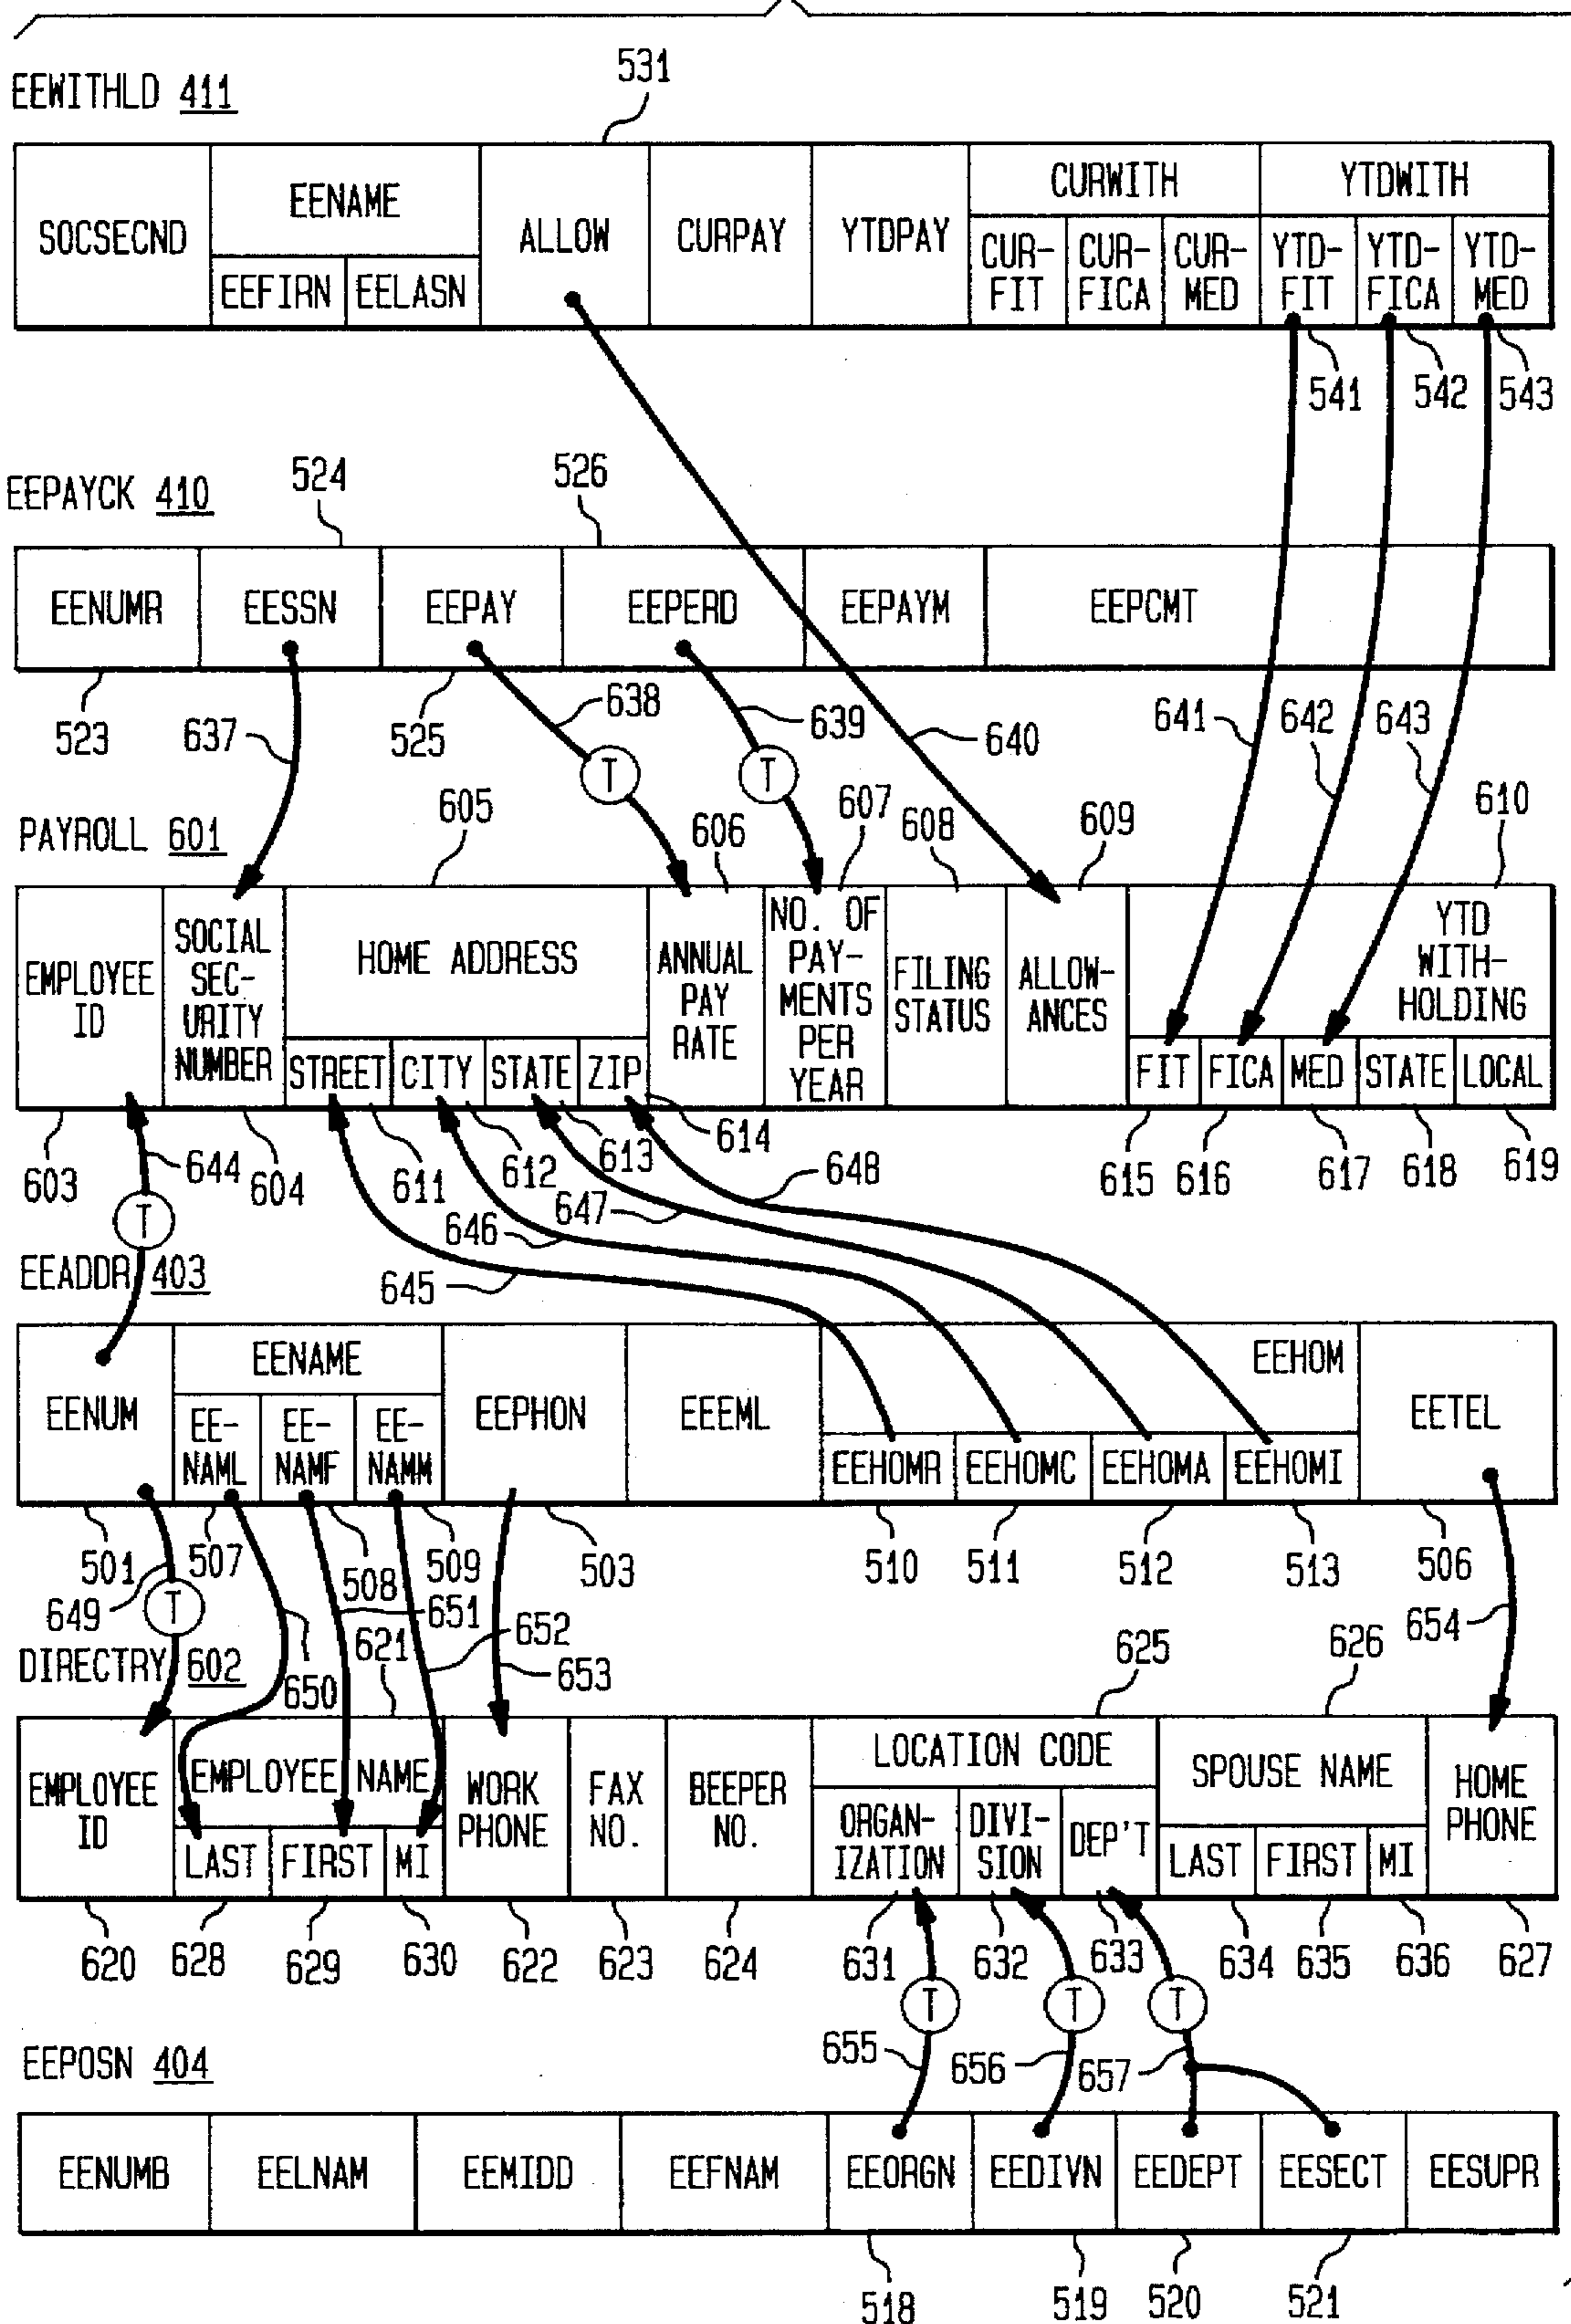 531
EEWITHLD 411
SOCSECND
EENAME
EEFIRN EELASN
ALLOW
CURPAY
YTDPAY
CURWITH
CUR-
FIT
CUR-
FICA
CUR-
MED
YTDWITH
YTD-
FIT
YTD-
FICA
YTD-
MED
541 542 543
EEPAYCK 410
524 526
EENUMR EESSN EEPAY EEPERD EEPAYM EEPCMT
523 637 525 638 639 640 641 642 643
T T
PAYROLL 601
605 606 607 608 609 610
EMPLOYEE
ID
SOCIAL
SEC-
URITY
NUMBER
HOME ADDRESS
STREET CITY STATE ZIP
ANNUAL
PAY
RATE
NO. OF
PAY-
MENTS
PER
YEAR
FILING
STATUS
ALLOW-
ANCES
YTD
WITH-
HOLDING
FIT FICA MED STATE LOCAL
603 644 604 611 612 613 614 648 615 616 617 618 619
T
645 646 647
EEADDR 403
EENUM
EENAME
EE-
NAML
EE-
NAMF
EE-
NAMM
EEPHON
EEEML
EEHOM
EEHOMR EEHOMC EEHOMA EEHOMI
EETEL
501 507 508 509 503 510 511 512 513 506
649 T 650 651 652 653 654
DIRECTRY 602
621 625 626
EMPLOYEE
ID
EMPLOYEE NAME
LAST FIRST MI
WORK
PHONE
FAX
NO.
BEEPER
NO.
LOCATION CODE
ORGAN-
IZATION
DIVI-
SION
DEP'T
SPOUSE NAME
LAST FIRST MI
HOME
PHONE
620 628 629 630 622 623 624 631 632 633 634 635 636 627
T T T
655 656 657
EEPOSN 404
EENUMB EELNAM EEMIDD EEFNAM EEORGN EEDIVN EEDEPT EESECT EESUPR
518 519 520 521